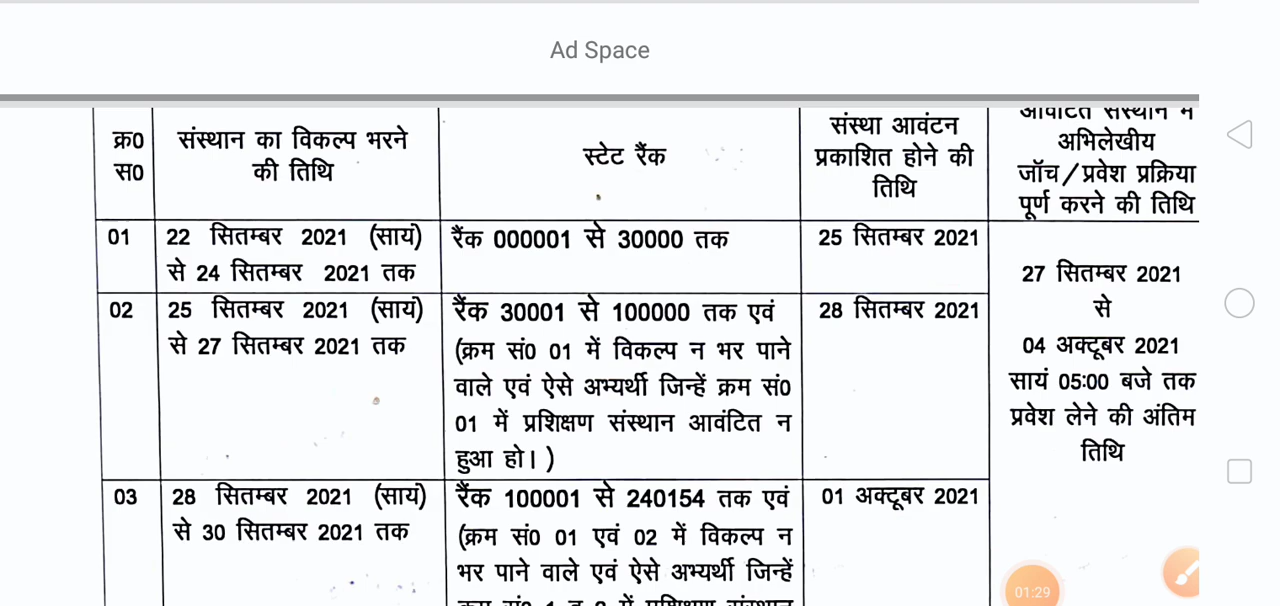 Ad Space
क्र0
स0
संस्थान का विकल्प भरने
की तिथि
स्टेट रैंक
संस्था आवंटन
प्रकाशित होने की
तिथि
आवंटित संस्थान में
अभिलेखीय
जॉच/प्रवेश प्रक्रिया
पूर्ण करने की तिथि
01
22 सितम्बर 2021 (सायं)
से 24 सितम्बर 2021 तक
रैंक 000001 से 30000 तक
25 सितम्बर 2021
27 सितम्बर 2021
से
04 अक्टूबर 2021
सायं 05:00 बजे तक
प्रवेश लेने की अंतिम
तिथि
02
25 सितम्बर 2021 (सायं)
से 27 सितम्बर 2021 तक
रैंक 30001 से 100000 तक एवं
(क्रम सं0 01 में विकल्प न भर पाने
वाले एवं ऐसे अभ्यर्थी जिन्हें क्रम सं0
01 में प्रशिक्षण संस्थान आवंटित न
हुआ हो। )
28 सितम्बर 2021
03
28 सितम्बर 2021 (सायं)
से 30 सितम्बर 2021 तक
रैंक 100001 से 240154 तक एवं
(क्रम सं0 01 एवं 02 में विकल्प न
भर पाने वाले एवं ऐसे अभ्यर्थी जिन्हें
01 अक्टूबर 2021
01:29